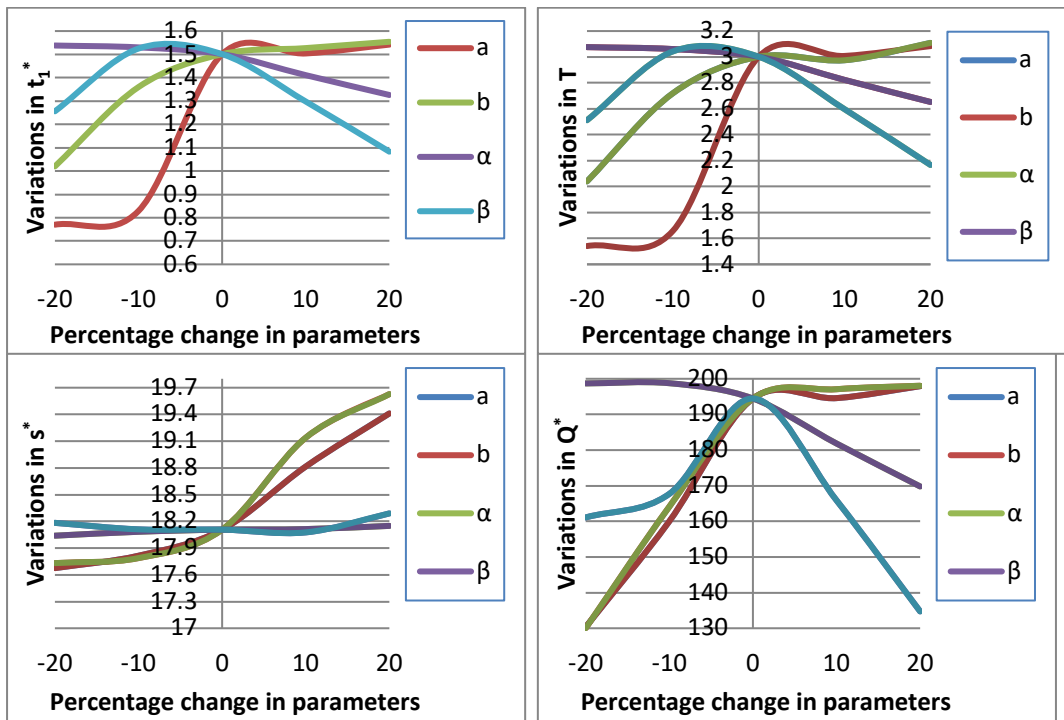 Variations in t₁*
1.6
1.5
1.4
1.3
1.2
1.1
1
0.9
0.8
0.7
0.6
-20 -10 0 10 20
Percentage change in parameters
a
b
α
β
Variations in T
3.2
3
2.8
2.6
2.4
2.2
2
1.8
1.6
1.4
-20 -10 0 10 20
Percentage change in parameters
a
b
α
β
Variations in s*
19.7
19.4
19.1
18.8
18.5
18.2
17.9
17.6
17.3
17
-20 -10 0 10 20
Percentage change in parameters
a
b
α
β
Variations in Q*
200
190
180
170
160
150
140
130
-20 -10 0 10 20
Percentage change in parameters
a
b
α
β